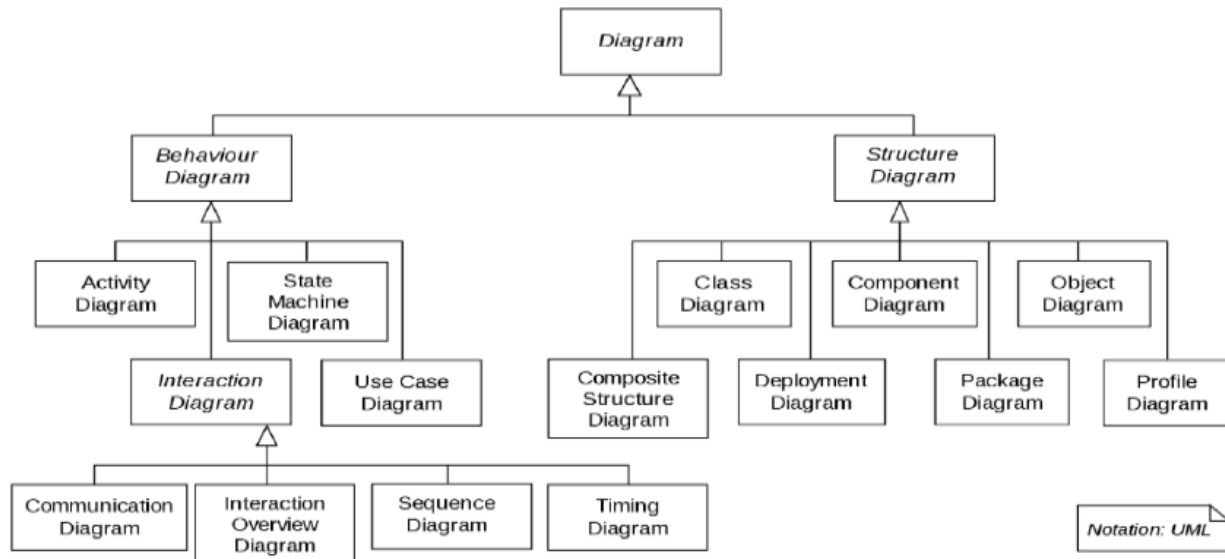 Diagram
Behaviour
Diagram
Structure
Diagram
Activity
Diagram
State
Machine
Diagram
Class
Diagram
Component
Diagram
Object
Diagram
Interaction
Diagram
Use Case
Diagram
Composite
Structure
Diagram
Deployment
Diagram
Package
Diagram
Profile
Diagram
Communication
Diagram
Interaction
Overview
Diagram
Sequence
Diagram
Timing
Diagram
Notation: UML